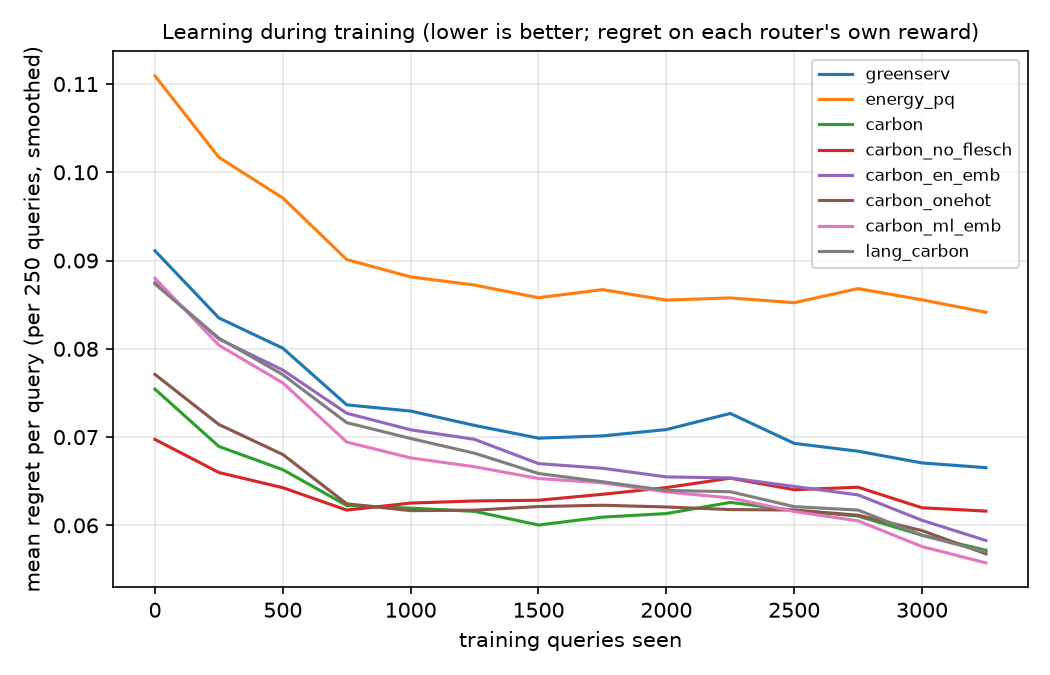 Learning during training (lower is better; regret on each router's own reward)
mean regret per query (per 250 queries, smoothed)
0.11
0.10
0.09
0.08
0.07
0.06
greenserv
energy_pq
carbon
carbon_no_flesch
carbon_en_emb
carbon_onehot
carbon_ml_emb
lang_carbon
0 500 1000 1500 2000 2500 3000
training queries seen